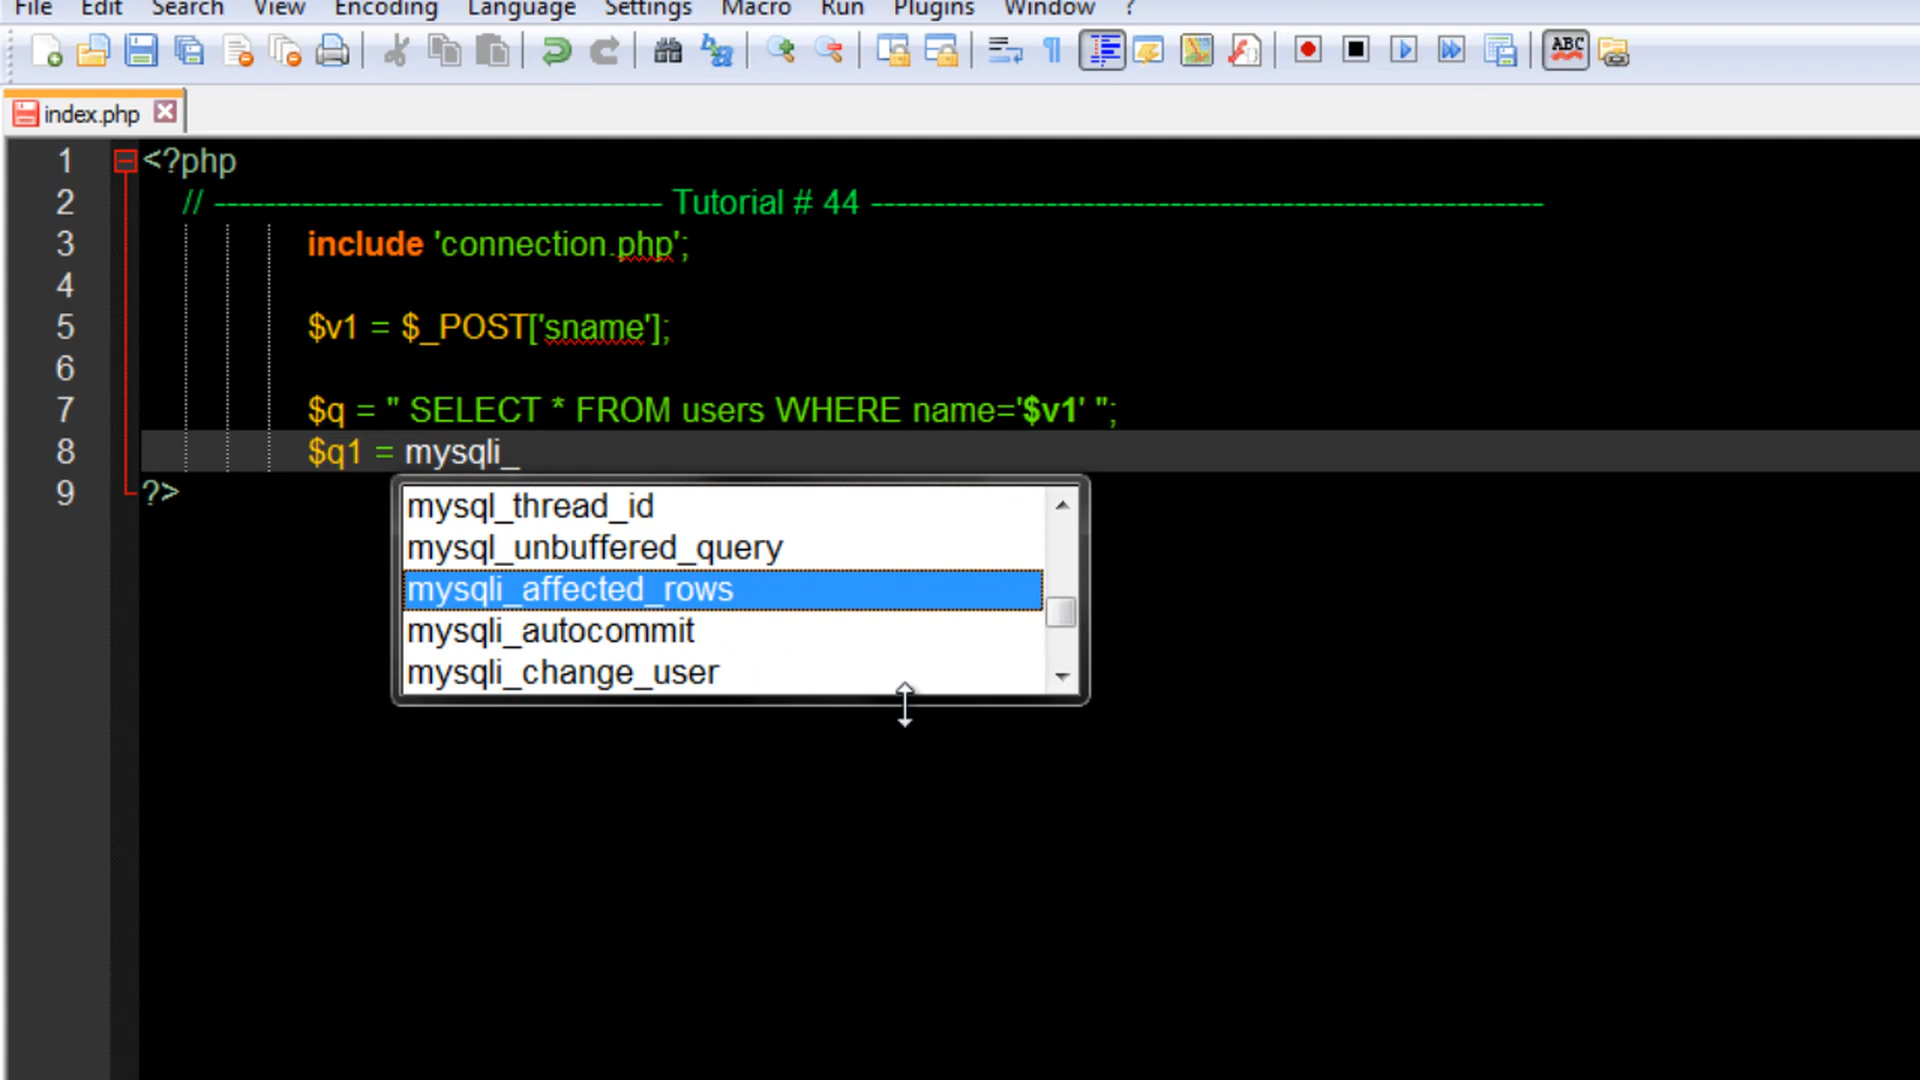 File Edit Search View Encoding Language Settings Macro Run Plugins Window ?
ABC
index.php
1 <?php
2 // ----------------------------------- Tutorial # 44 -----------------------------------------------------
3 include 'connection.php';
4
5 $v1 = $_POST['sname'];
6
7 $q = " SELECT * FROM users WHERE name='$v1' ";
8 $q1 = mysqli_
9 ?>
mysql_thread_id
mysql_unbuffered_query
mysqli_affected_rows
mysqli_autocommit
mysqli_change_user